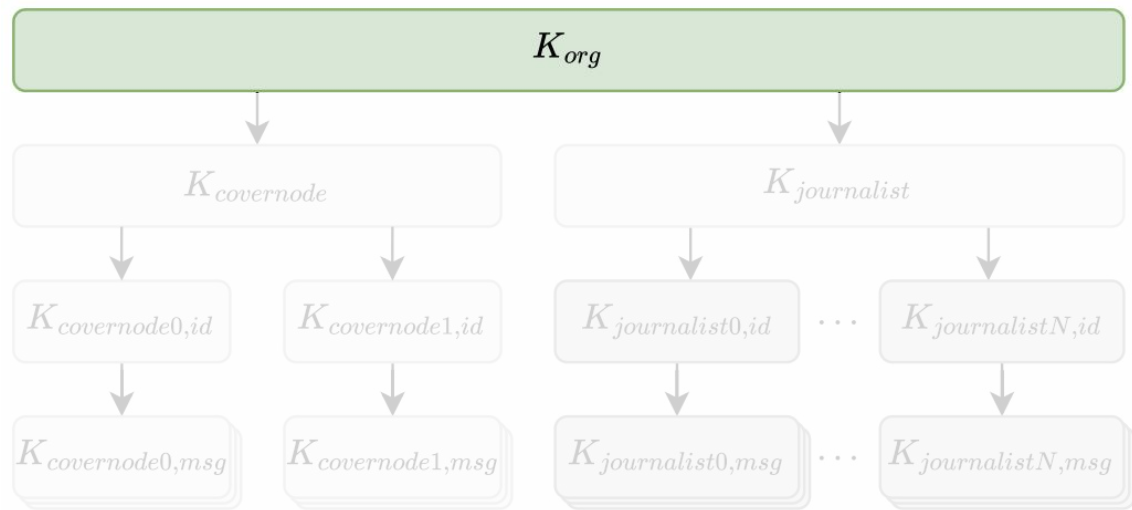 K_org
K_covernode K_journalist
K_covernode0,id K_covernode1,id K_journalist0,id ··· K_journalistN,id
K_covernode0,msg K_covernode1,msg K_journalist0,msg ··· K_journalistN,msg